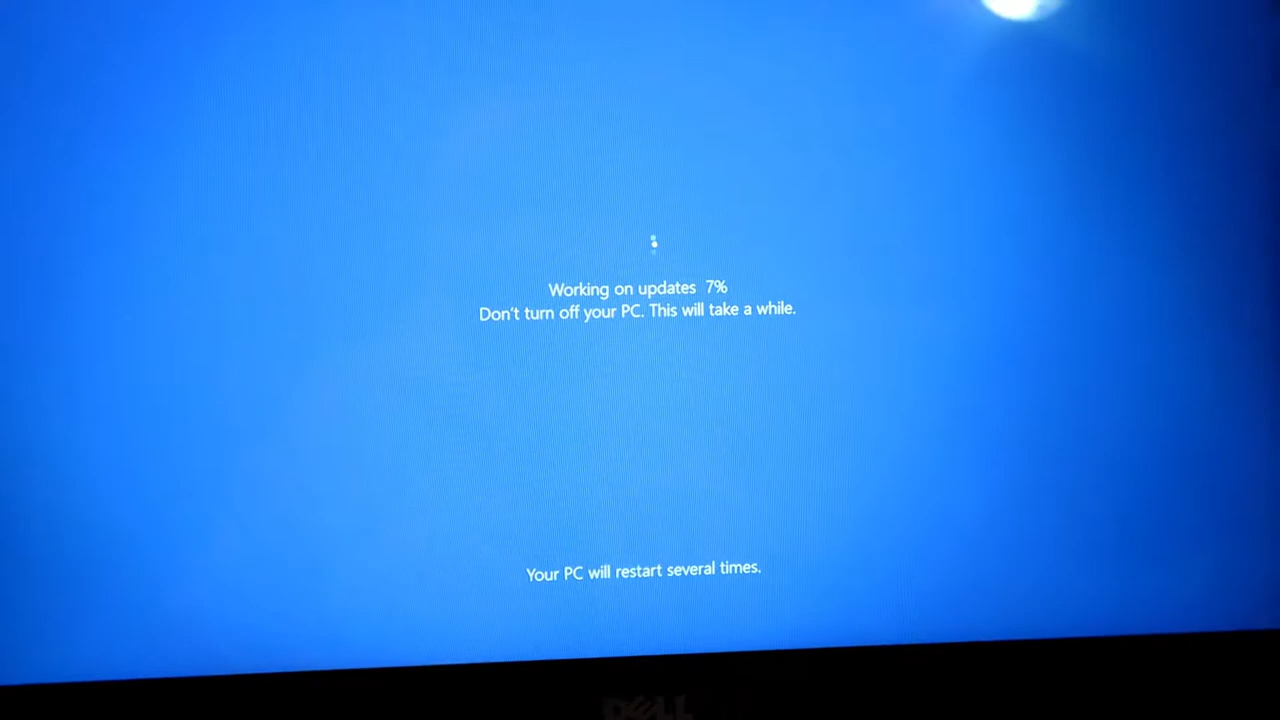 Working on updates 7%
Don't turn off your PC. This will take a while.
Your PC will restart several times.
DELL